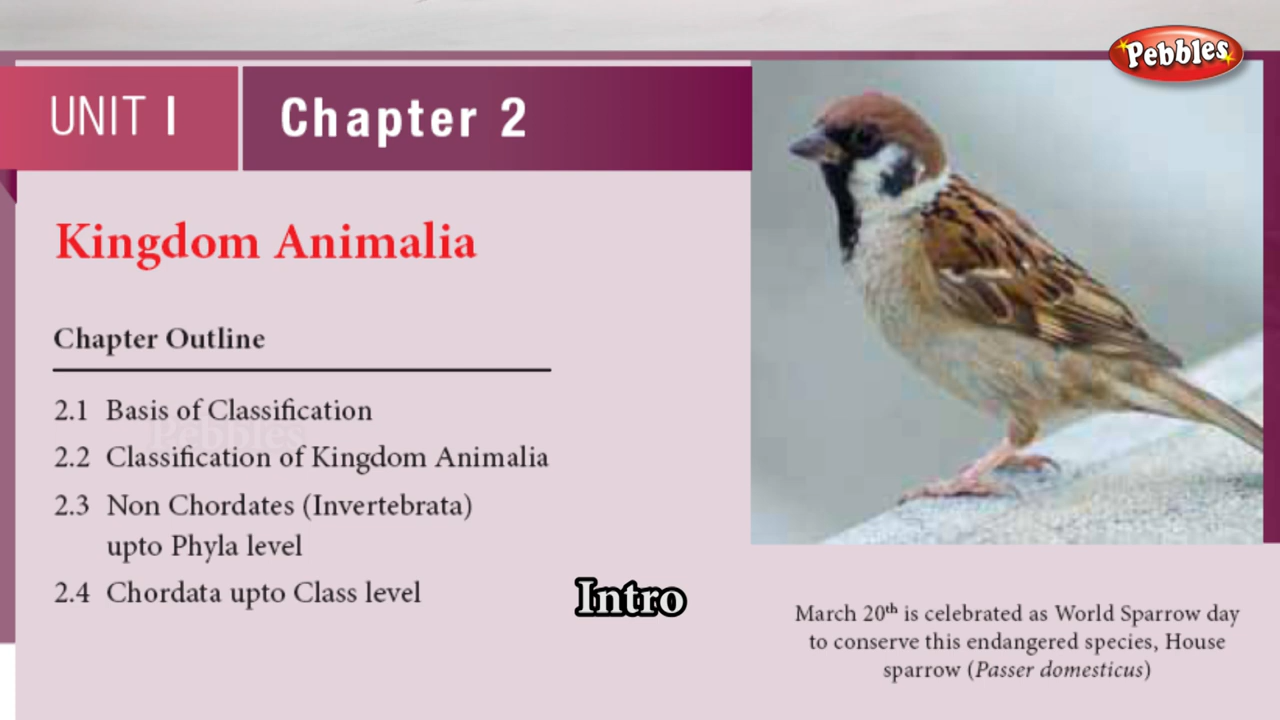 Pebbles
UNIT I
Chapter 2
Kingdom Animalia
Chapter Outline
2.1 Basis of Classification
Pebbles
2.2 Classification of Kingdom Animalia
2.3 Non Chordates (Invertebrata)
upto Phyla level
2.4 Chordata upto Class level
Intro
March 20th is celebrated as World Sparrow day
to conserve this endangered species, House
sparrow (Passer domesticus)